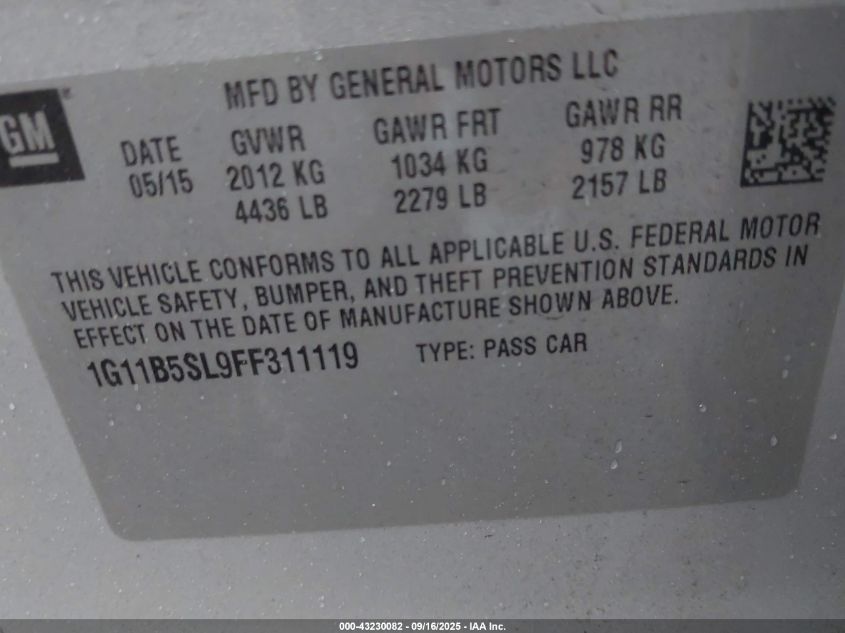 GM
MFD BY GENERAL MOTORS LLC
DATE GVWR GAWR FRT GAWR RR
05/15 2012 KG 1034 KG 978 KG
4436 LB 2279 LB 2157 LB
THIS VEHICLE CONFORMS TO ALL APPLICABLE U.S. FEDERAL MOTOR
VEHICLE SAFETY, BUMPER, AND THEFT PREVENTION STANDARDS IN
EFFECT ON THE DATE OF MANUFACTURE SHOWN ABOVE.
1G11B5SL9FF311119 TYPE: PASS CAR
000-43230082 - 09/16/2025 - IAA Inc.